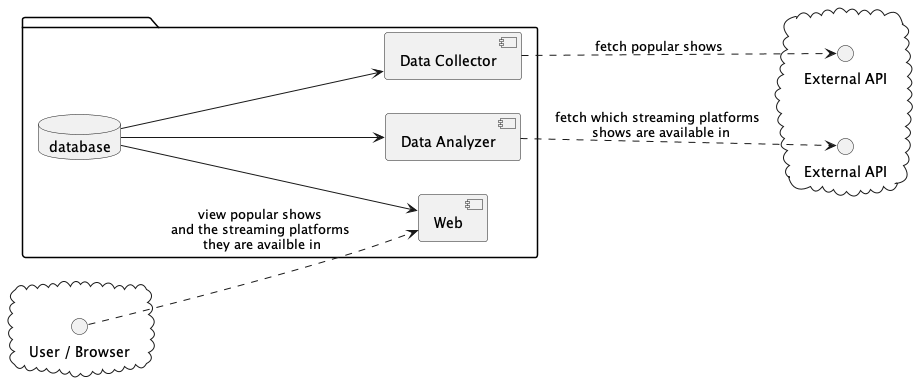 Data Collector
fetch popular shows
External API
database
Data Analyzer
fetch which streaming platforms
shows are available in
External API
Web
view popular shows
and the streaming platforms
they are availble in
User / Browser